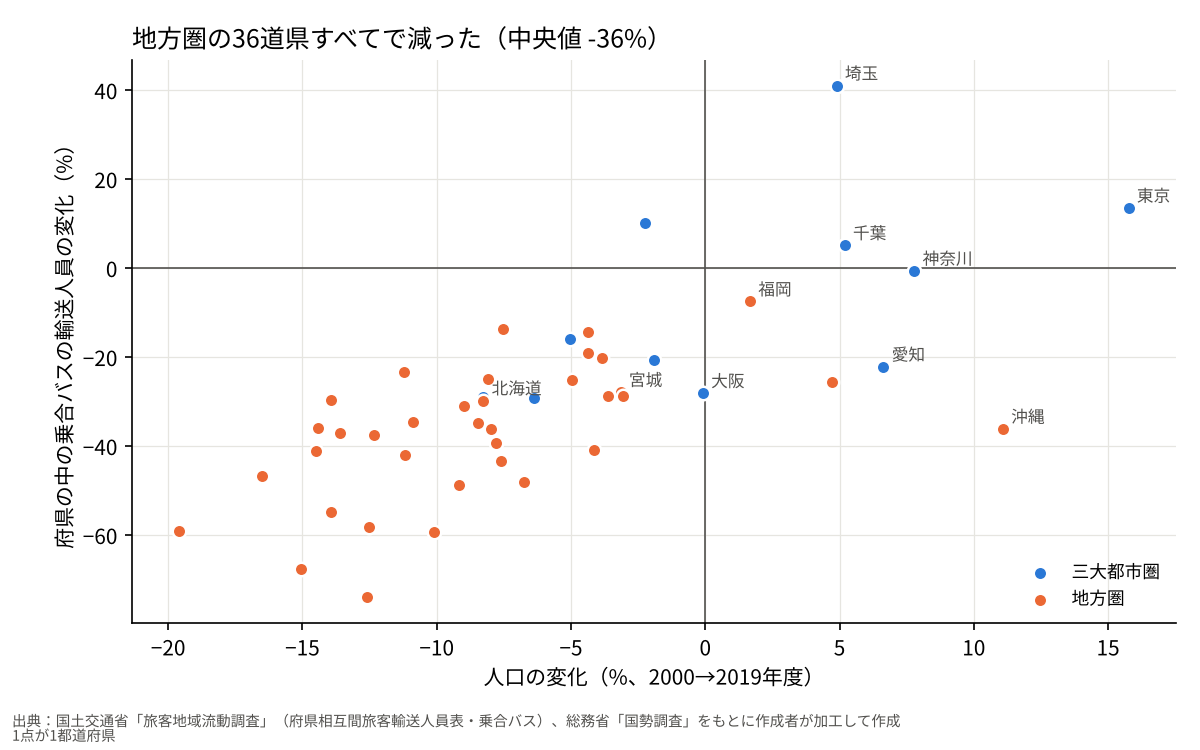 地方圏の36道県すべてで減った（中央値 -36%）
府県の中の乗合バスの輸送人員の変化（%）
40
20
0
−20
−40
−60
埼玉
東京
千葉
神奈川
福岡
愛知
宮城
大阪
北海道
沖縄
三大都市圏
地方圏
−20
−15
−10
−5
0
5
10
15
人口の変化（%、2000→2019年度）
出典：国土交通省「旅客地域流動調査」（府県相互間旅客輸送人員表・乗合バス）、総務省「国勢調査」をもとに作成者が加工して作成
1点が1都道府県